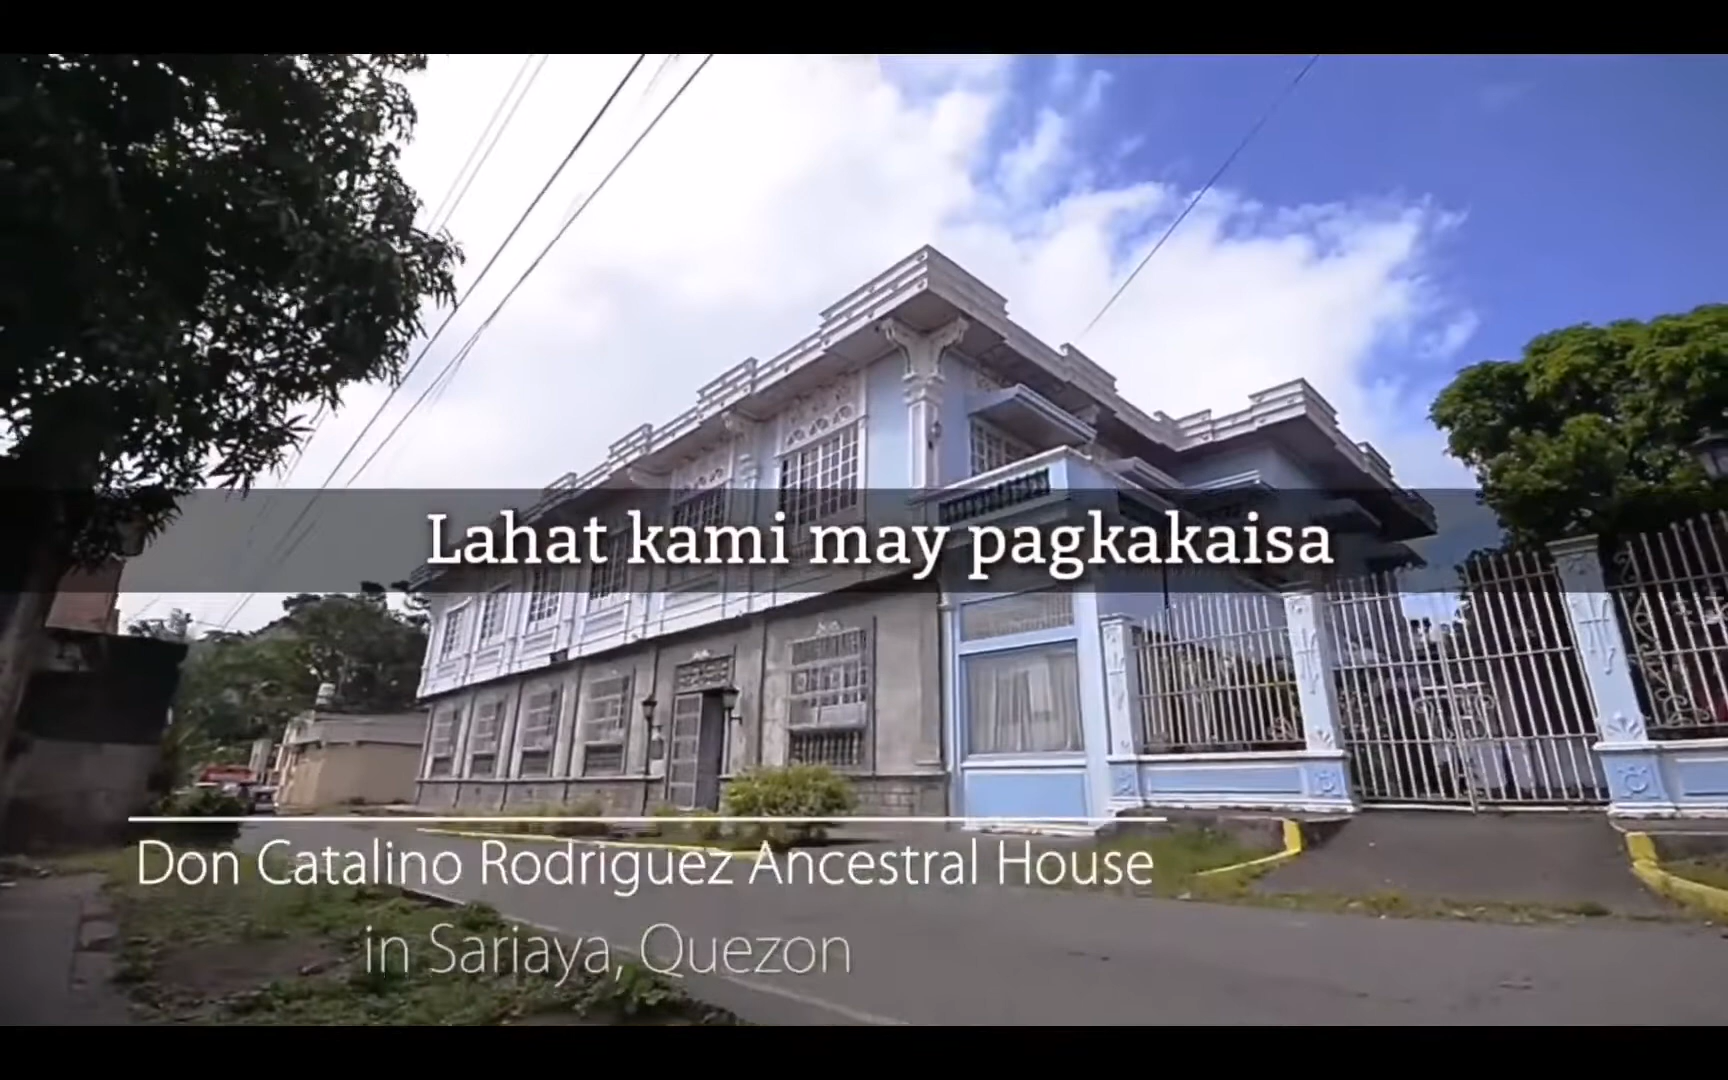 Lahat kami may pagkakaisa
Don Catalino Rodriguez Ancestral House
in Sariaya, Quezon